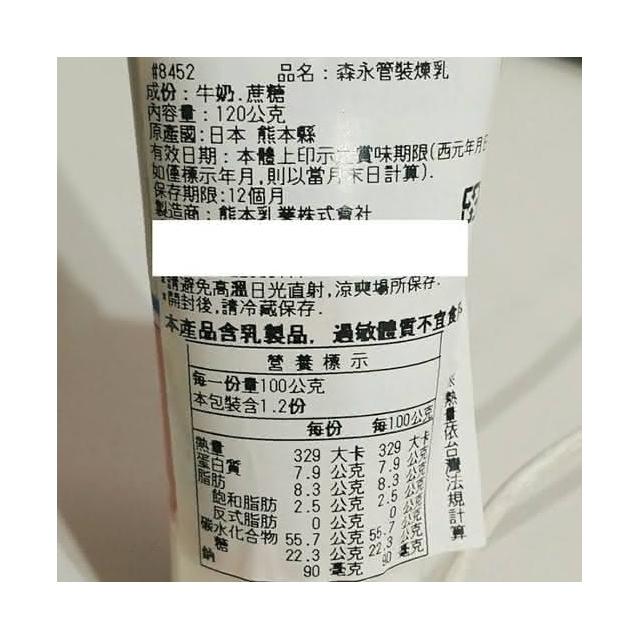 #8452 品名：森永管裝煉乳
成份：牛奶.蔗糖
內容量：120公克
原產國:日本 熊本縣
有效日期：本體上印示之賞味期限(西元年月日
如僅標示年月,則以當月末日計算).
保存期限:12個月
製造商：熊本乳業株式會社
*請避免高溫日光直射,涼爽場所保存.
*開封後,請冷藏保存.
本產品含乳製品，過敏體質不宜食用
營養標示
每一份量100公克
本包裝含1.2份
每份 每100公克
熱量 329 大卡 329 大卡
蛋白質 7.9 公克 7.9 公克
脂肪 8.3 公克 8.3 公克
飽和脂肪 2.5 公克 2.5 公克
反式脂肪 0 公克 0 公克
碳水化合物 55.7 公克 55.7 公克
糖 22.3 公克 22.3 公克
鈉 90 毫克 90 毫克
※熱量依台灣法規計算